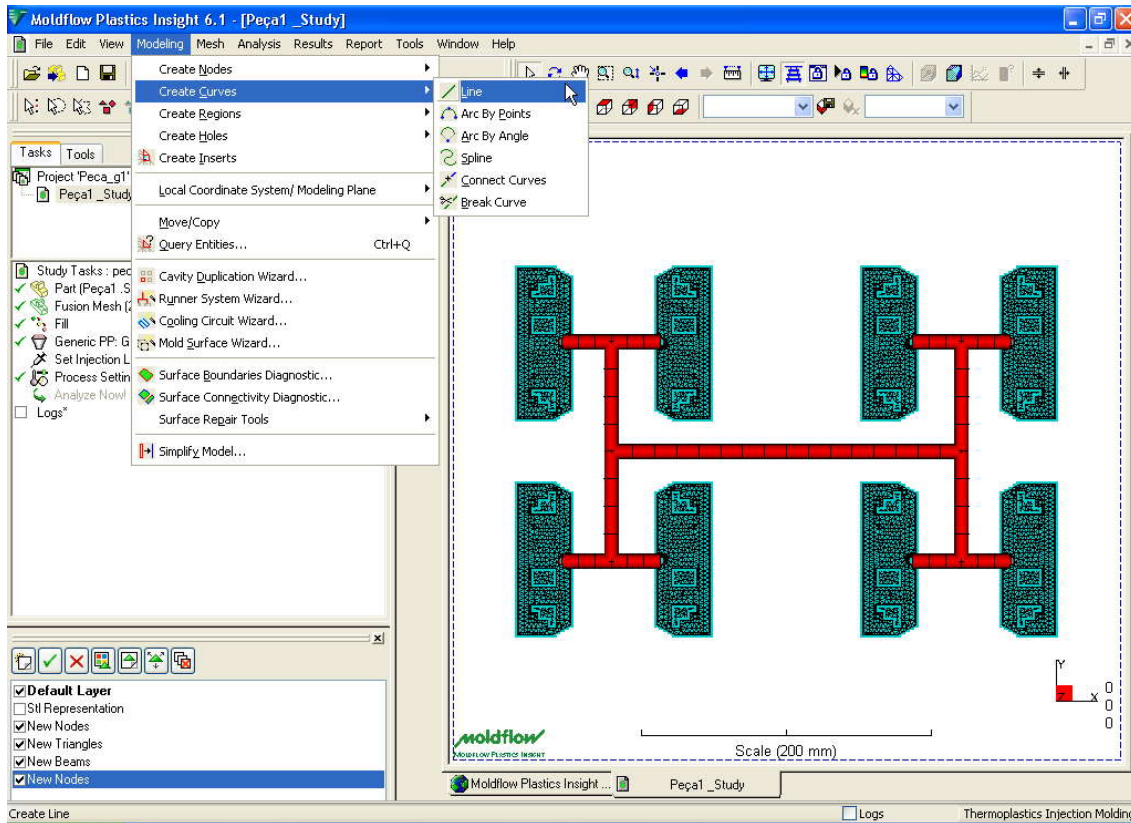 Moldflow Plastics Insight 6.1 - [Peça1 _Study]
File Edit View Modeling Mesh Analysis Results Report Tools Window Help
Create Nodes
Create Curves
Create Regions
Create Holes
Create Inserts
Local Coordinate System/ Modeling Plane
Move/Copy
Query Entities... Ctrl+Q
Cavity Duplication Wizard...
Runner System Wizard...
Cooling Circuit Wizard...
Mold Surface Wizard...
Surface Boundaries Diagnostic...
Surface Connectivity Diagnostic...
Surface Repair Tools
Simplify Model...
Line
Arc By Points
Arc By Angle
Spline
Connect Curves
Break Curve
Tasks Tools
Project 'Peca_g1'
Peça1 _Study
Study Tasks : pec
Part (Peça1 .S
Fusion Mesh (2
Fill
Generic PP: G
Set Injection L
Process Settin
Analyze Now!
Logs*
Default Layer
Stl Representation
New Nodes
New Triangles
New Beams
New Nodes
Y
Z X
0
0
0
moldflow
MOLDFLOW PLASTICS INSIGHT
Scale (200 mm)
Moldflow Plastics Insight ... Peça1 _Study
Create Line Logs Thermoplastics Injection Molding